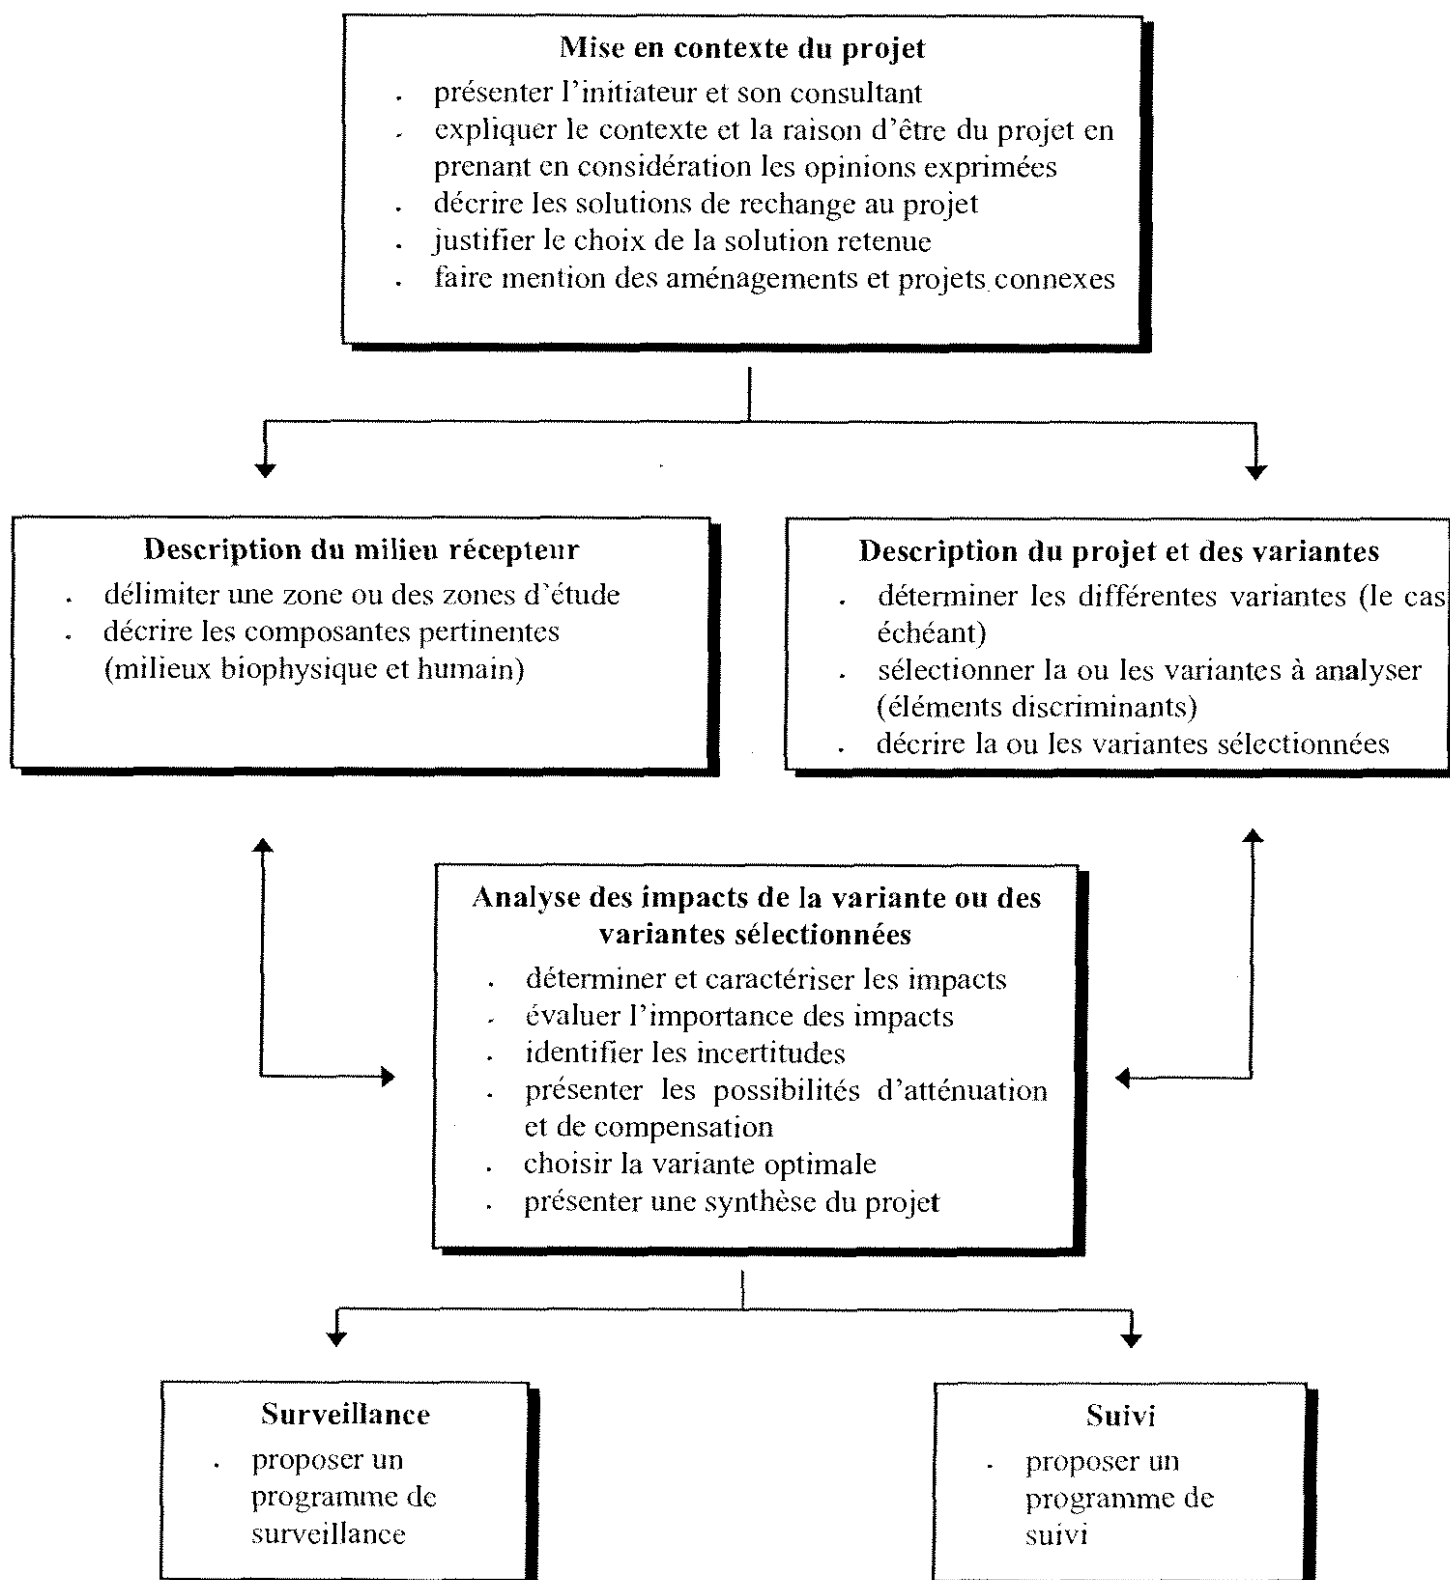 Mise en contexte du projet
. présenter l'initiateur et son consultant
. expliquer le contexte et la raison d'être du projet en
prenant en considération les opinions exprimées
. décrire les solutions de rechange au projet
. justifier le choix de la solution retenue
. faire mention des aménagements et projets connexes
Description du milieu récepteur
. délimiter une zone ou des zones d'étude
. décrire les composantes pertinentes
(milieux biophysique et humain)
Description du projet et des variantes
. déterminer les différentes variantes (le cas
échéant)
. sélectionner la ou les variantes à analyser
(éléments discriminants)
. décrire la ou les variantes sélectionnées
Analyse des impacts de la variante ou des
variantes sélectionnées
. déterminer et caractériser les impacts
. évaluer l'importance des impacts
. identifier les incertitudes
. présenter les possibilités d'atténuation
et de compensation
. choisir la variante optimale
. présenter une synthèse du projet
Surveillance
. proposer un
programme de
surveillance
Suivi
. proposer un
programme de
suivi